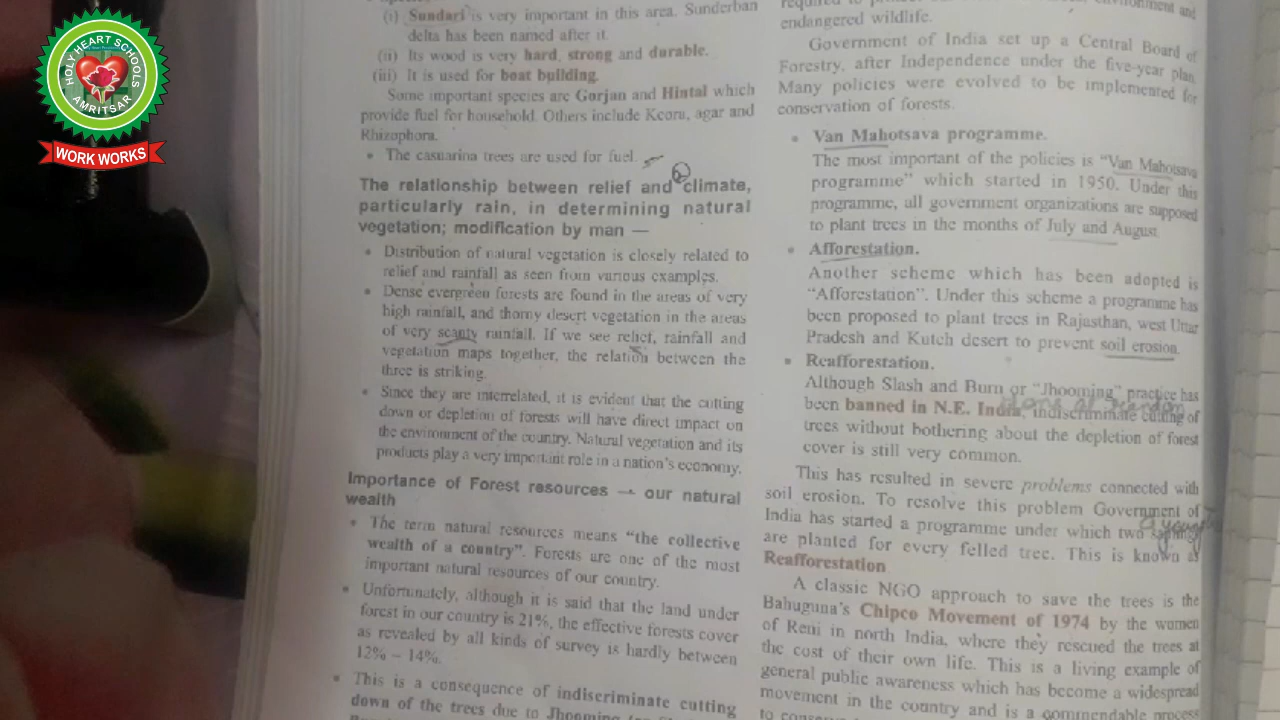 HOLY HEART SCHOOLS
AMRITSAR
WORK WORKS
(i) Sundari is very important in this area. Sunderban
delta has been named after it.
(ii) Its wood is very hard, strong and durable.
(iii) It is used for boat building.
Some important species are Gorjan and Hintal which
provide fuel for household. Others include Keora, agar and
Rhizophora.
• The casuarina trees are used for fuel.
6
The relationship between relief and climate,
particularly rain, in determining natural
vegetation; modification by man —
• Distribution of natural vegetation is closely related to
relief and rainfall as seen from various examples.
• Dense evergreen forests are found in the areas of very
high rainfall, and thorny desert vegetation in the areas
of very scanty rainfall. If we see relief, rainfall and
vegetation maps together, the relation between the
three is striking.
• Since they are interrelated, it is evident that the cutting
down or depletion of forests will have direct impact on
the environment of the country. Natural vegetation and its
products play a very important role in a nation's economy.
Importance of Forest resources — our natural
wealth
• The term natural resources means "the collective
wealth of a country". Forests are one of the most
important natural resources of our country.
• Unfortunately, although it is said that the land under
forest in our country is 21%, the effective forests cover
as revealed by all kinds of survey is hardly between
12% – 14%.
• This is a consequence of indiscriminate cutting
down of the trees due to Jhooming
environment and
endangered wildlife.
Government of India set up a Central Board of
Forestry, after Independence under the five-year plan.
Many policies were evolved to be implemented for
conservation of forests.
• Van Mahotsava programme.
The most important of the policies is "Van Mahotsava
programme" which started in 1950. Under this
programme, all government organizations are supposed
to plant trees in the months of July and August.
• Afforestation.
Another scheme which has been adopted is
"Afforestation". Under this scheme a programme has
been proposed to plant trees in Rajasthan, west Uttar
Pradesh and Kutch desert to prevent soil erosion.
• Reafforestation.
Although Slash and Burn or "Jhooming" practice has
been banned in N.E. India, indiscriminate cutting of
trees without bothering about the depletion of forest
cover is still very common.
This has resulted in severe problems connected with
soil erosion. To resolve this problem Government of
India has started a programme under which two
are planted for every felled tree. This is known as
Reafforestation
A classic NGO approach to save the trees is the
Bahuguna's Chipco Movement of 1974 by the women
of Reni in north India, where they rescued the trees at
the cost of their own life. This is a living example of
general public awareness which has become a widespread
movement in the country and is a commendable process